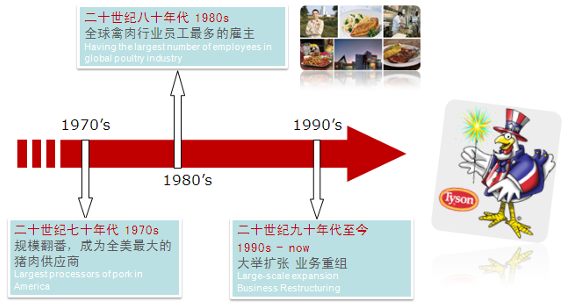 二十世纪八十年代 1980s
全球禽肉行业员工最多的雇主
Having the largest number of employees in
global poultry industry
1970's
1990's
1980's
Tyson
二十世纪七十年代 1970s
规模翻番，成为全美最大的
猪肉供应商
Largest processors of pork in
America
二十世纪九十年代至今
1990s - now
大举扩张 业务重组
Large-scale expansion
Business Restructuring